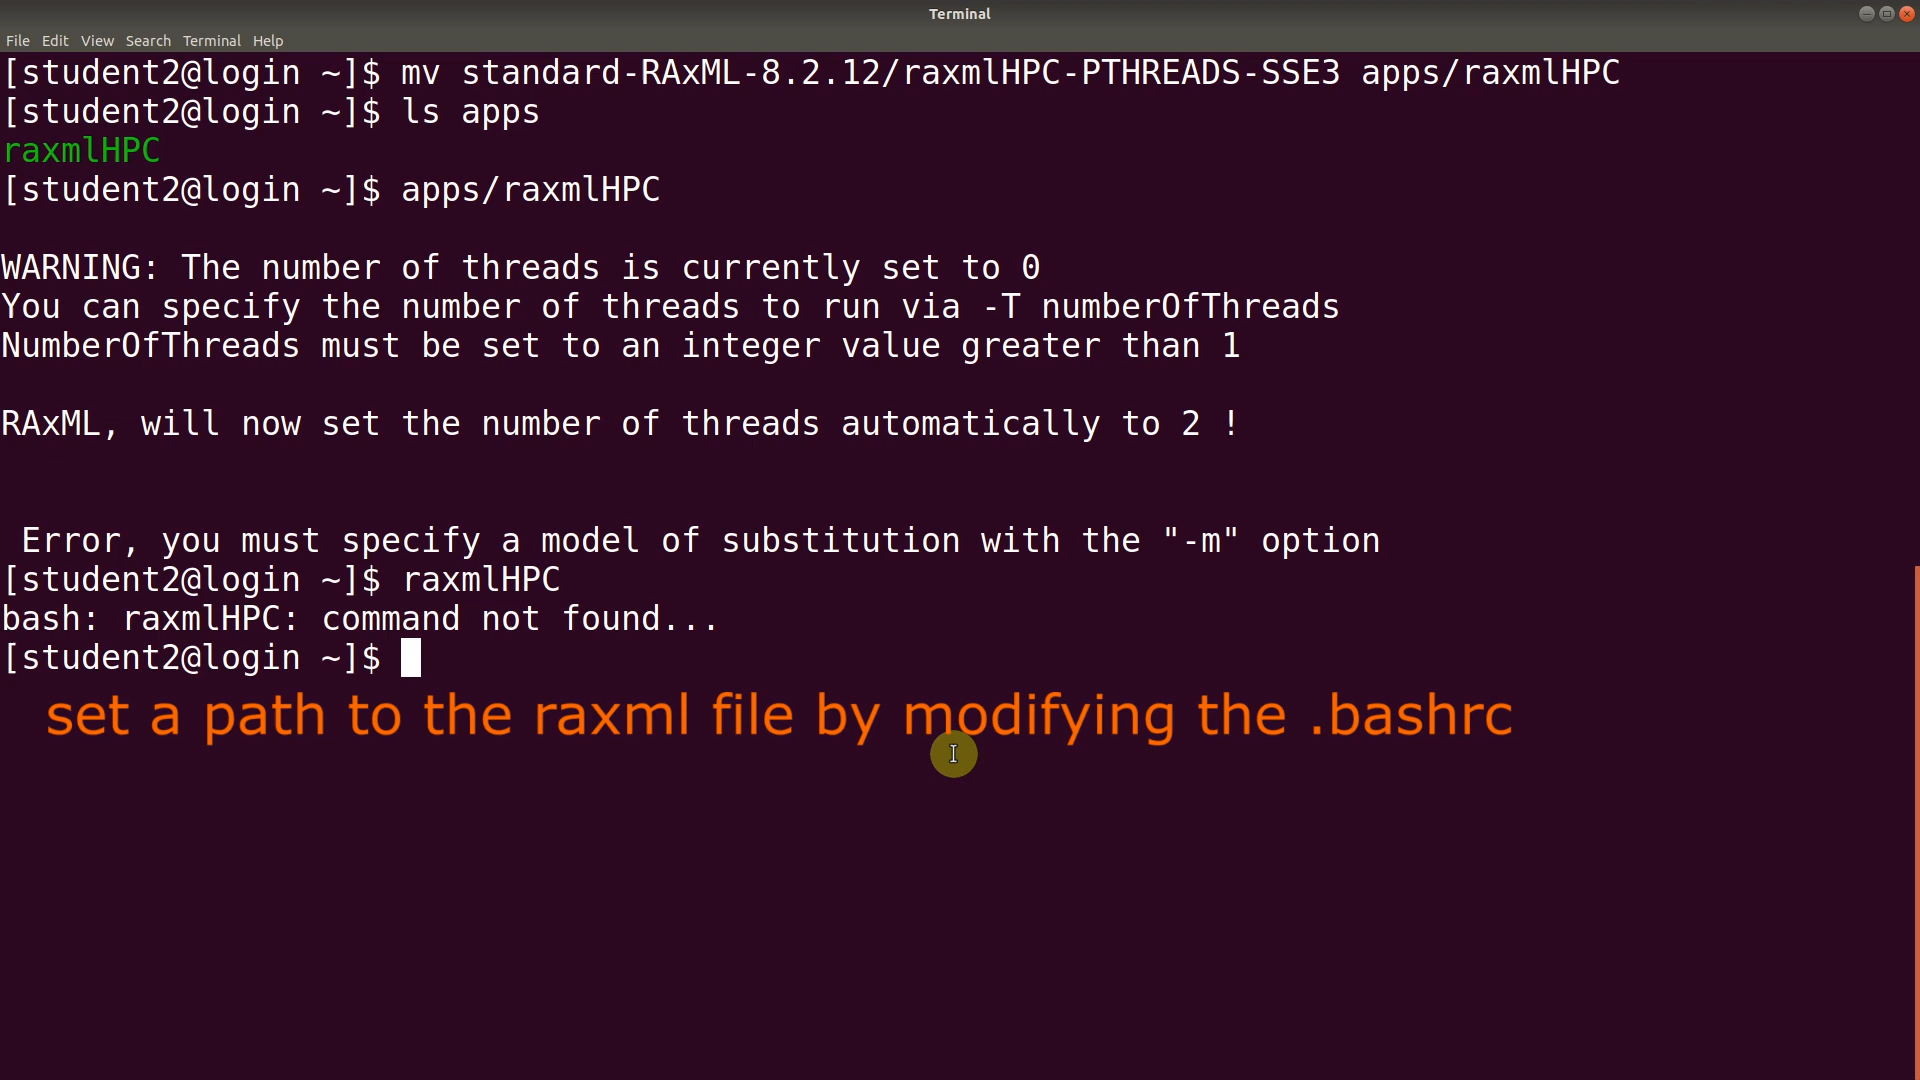 Terminal
File Edit View Search Terminal Help
[student2@login ~]$ mv standard-RAxML-8.2.12/raxmlHPC-PTHREADS-SSE3 apps/raxmlHPC
[student2@login ~]$ ls apps
raxmlHPC
[student2@login ~]$ apps/raxmlHPC
WARNING: The number of threads is currently set to 0
You can specify the number of threads to run via -T numberOfThreads
NumberOfThreads must be set to an integer value greater than 1
RAxML, will now set the number of threads automatically to 2 !
Error, you must specify a model of substitution with the "-m" option
[student2@login ~]$ raxmlHPC
bash: raxmlHPC: command not found...
[student2@login ~]$
set a path to the raxml file by modifying the .bashrc